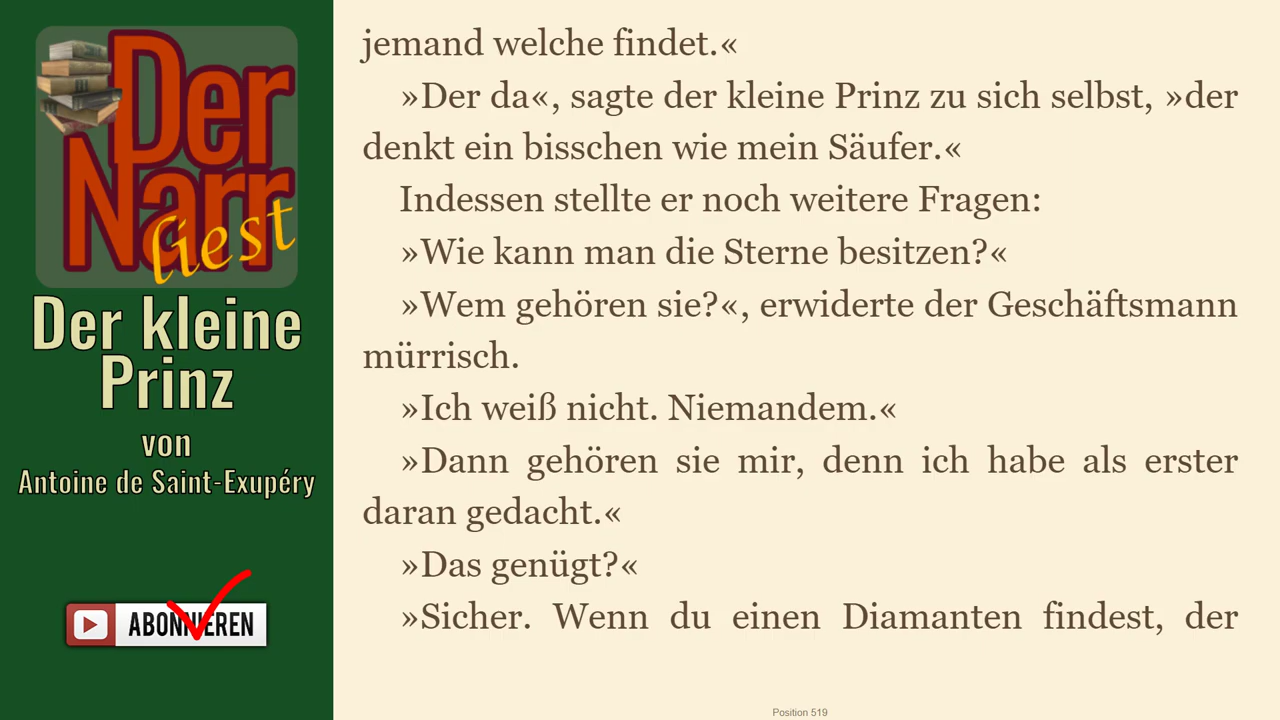 Der
Narr
liest
Der kleine
Prinz
von
Antoine de Saint-Exupéry
ABONNIEREN
jemand welche findet.«
»Der da«, sagte der kleine Prinz zu sich selbst, »der
denkt ein bisschen wie mein Säufer.«
Indessen stellte er noch weitere Fragen:
»Wie kann man die Sterne besitzen?«
»Wem gehören sie?«, erwiderte der Geschäftsmann
mürrisch.
»Ich weiß nicht. Niemandem.«
»Dann gehören sie mir, denn ich habe als erster
daran gedacht.«
»Das genügt?«
»Sicher. Wenn du einen Diamanten findest, der
Position 519